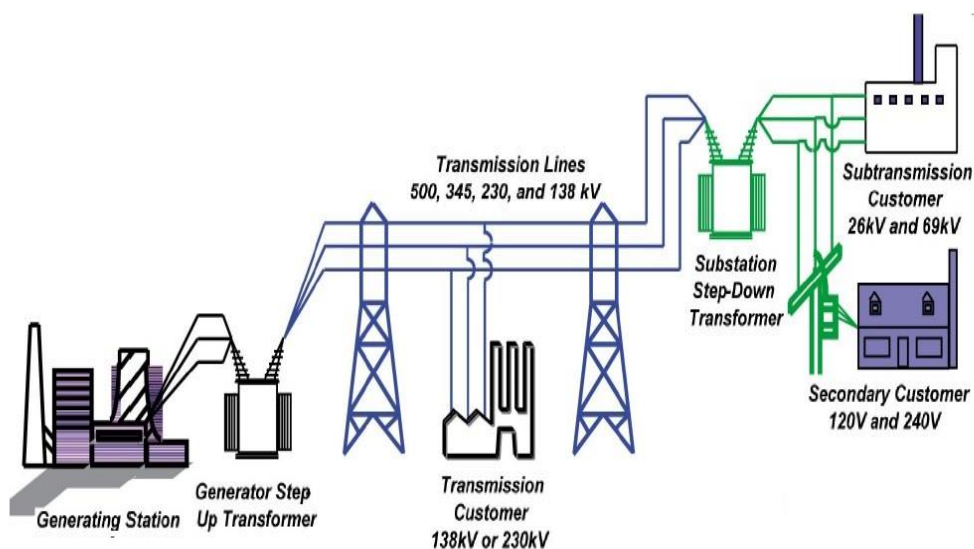 Transmission Lines
500, 345, 230, and 138 kV
Subtransmission
Customer
26kV and 69kV
Substation
Step-Down
Transformer
Secondary Customer
120V and 240V
Generating Station
Generator Step
Up Transformer
Transmission
Customer
138kV or 230kV